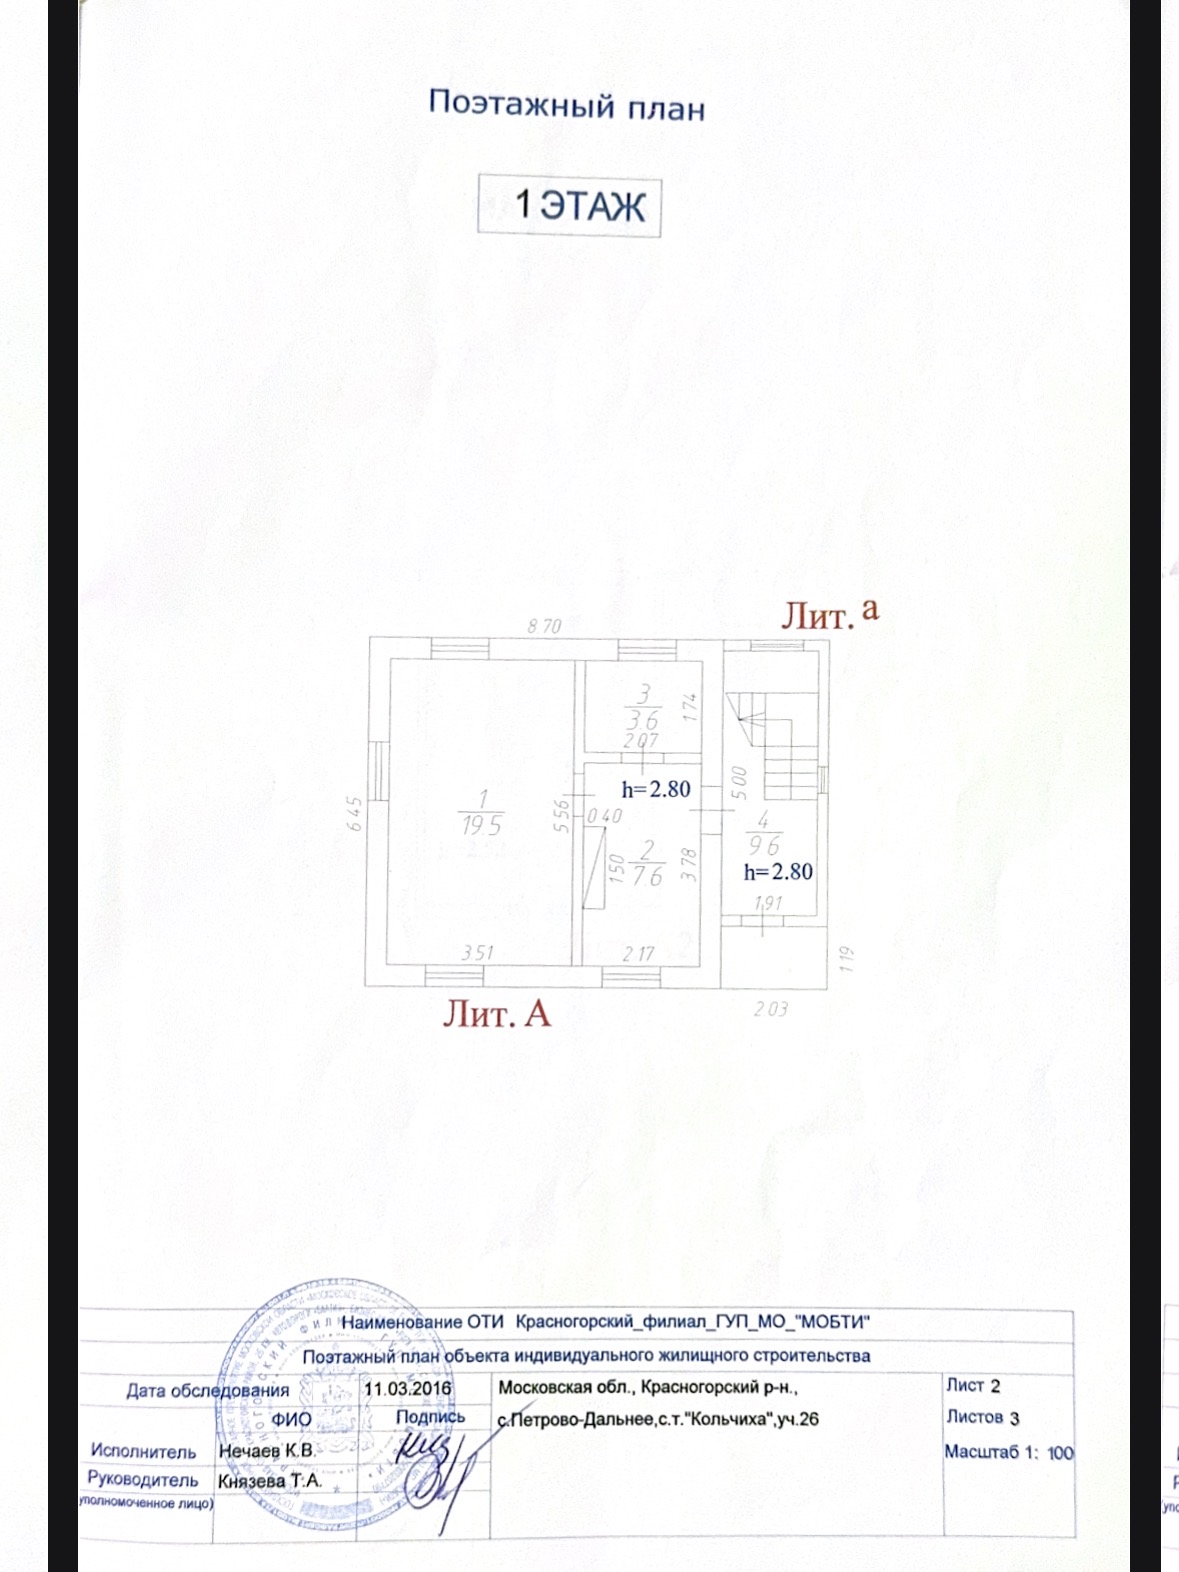 Поэтажный план
1 ЭТАЖ
Лит. а
8.70
3
3.6
1.74
2.07
h=2.80
6.45
1
19.5
5.56
0.40
5.00
4
9.6
2
7.6
1.50
3.78
h=2.80
1.91
3.51
2.17
1.19
Лит. А
2.03
Наименование ОТИ Красногорский_филиал_ГУП_МО_"МОБТИ"
Поэтажный план объекта индивидуального жилищного строительства
Дата обследования 11.03.2016 Московская обл., Красногорский р-н., Лист 2
ФИО Подпись с.Петрово-Дальнее,с.т."Кольчиха",уч.26 Листов 3
Исполнитель Нечаев К.В. Масштаб 1: 100
Руководитель Князева Т.А.
уполномоченное лицо)